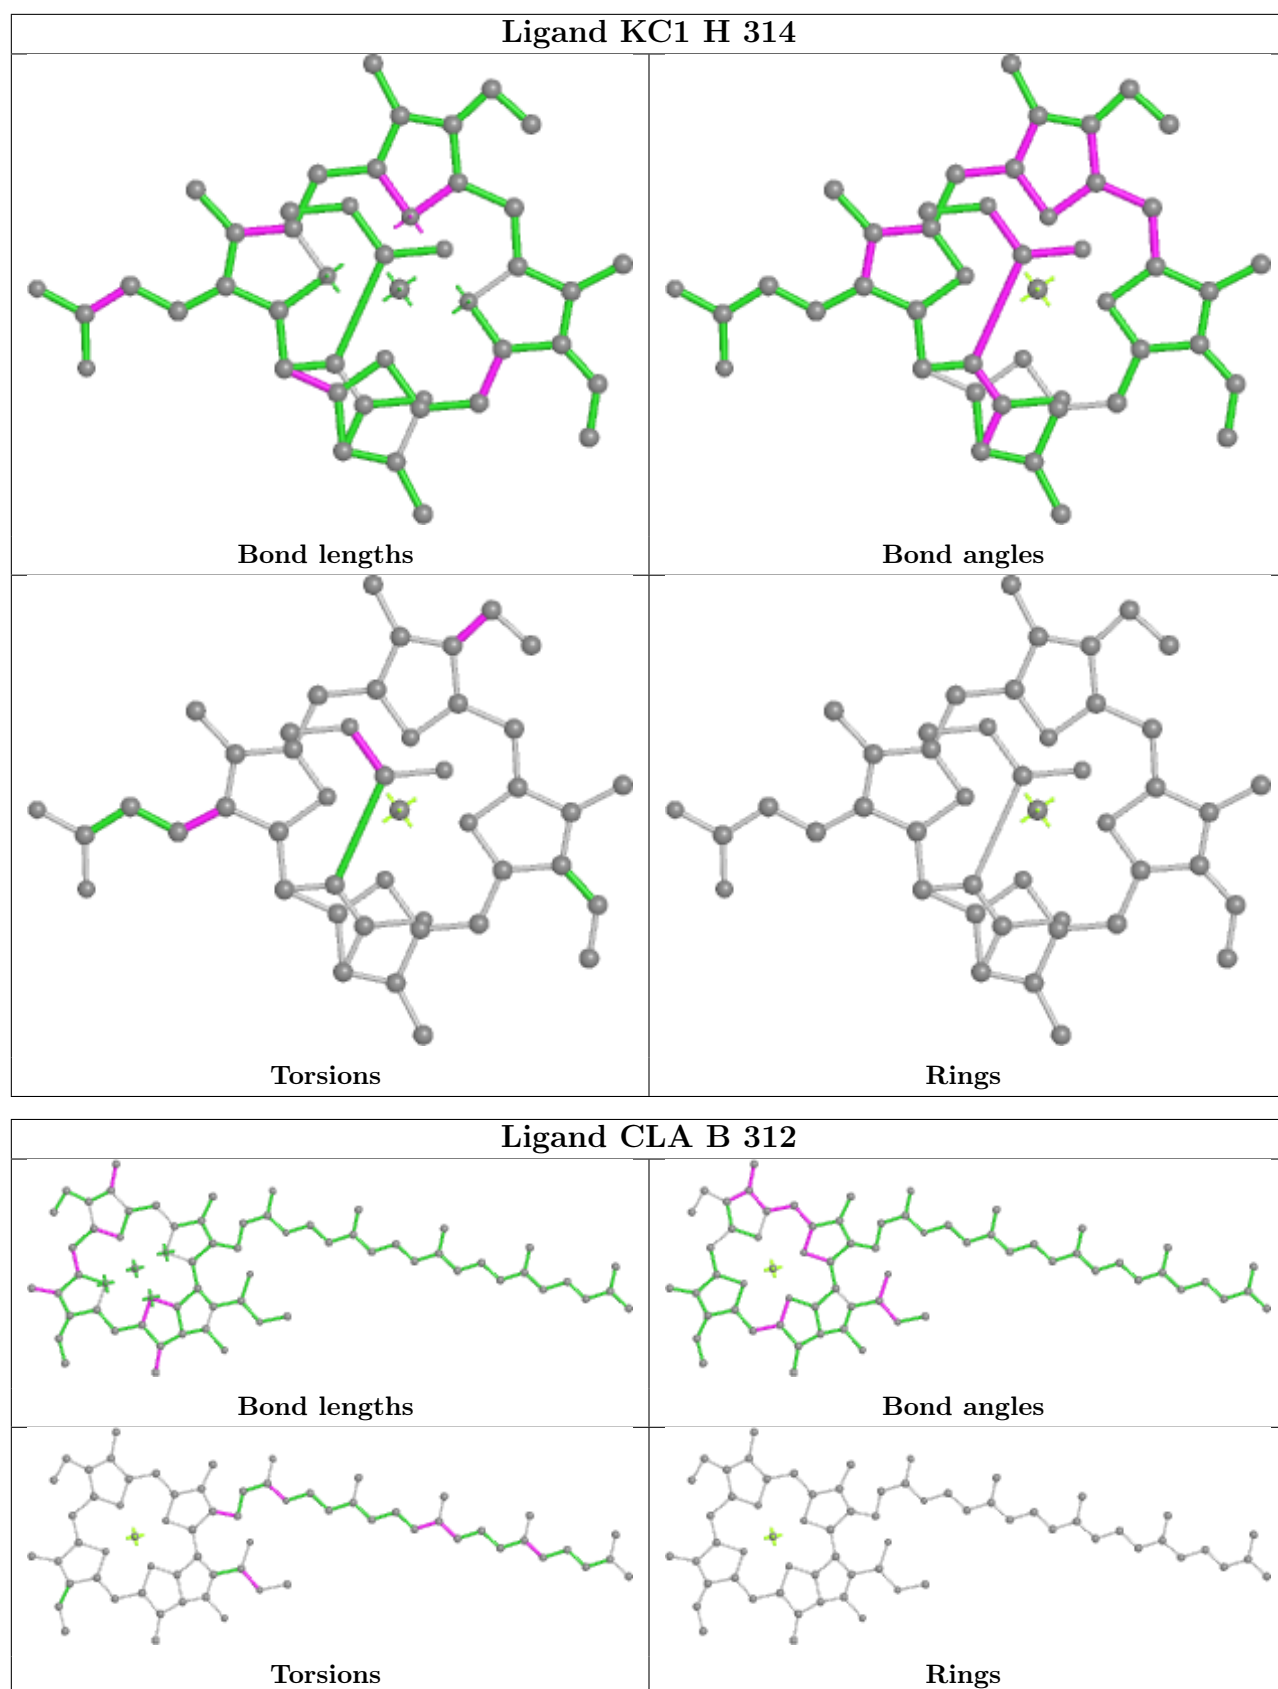 Ligand KC1 H 314
Bond lengths
Bond angles
Torsions
Rings
Ligand CLA B 312
Bond lengths
Bond angles
Torsions
Rings